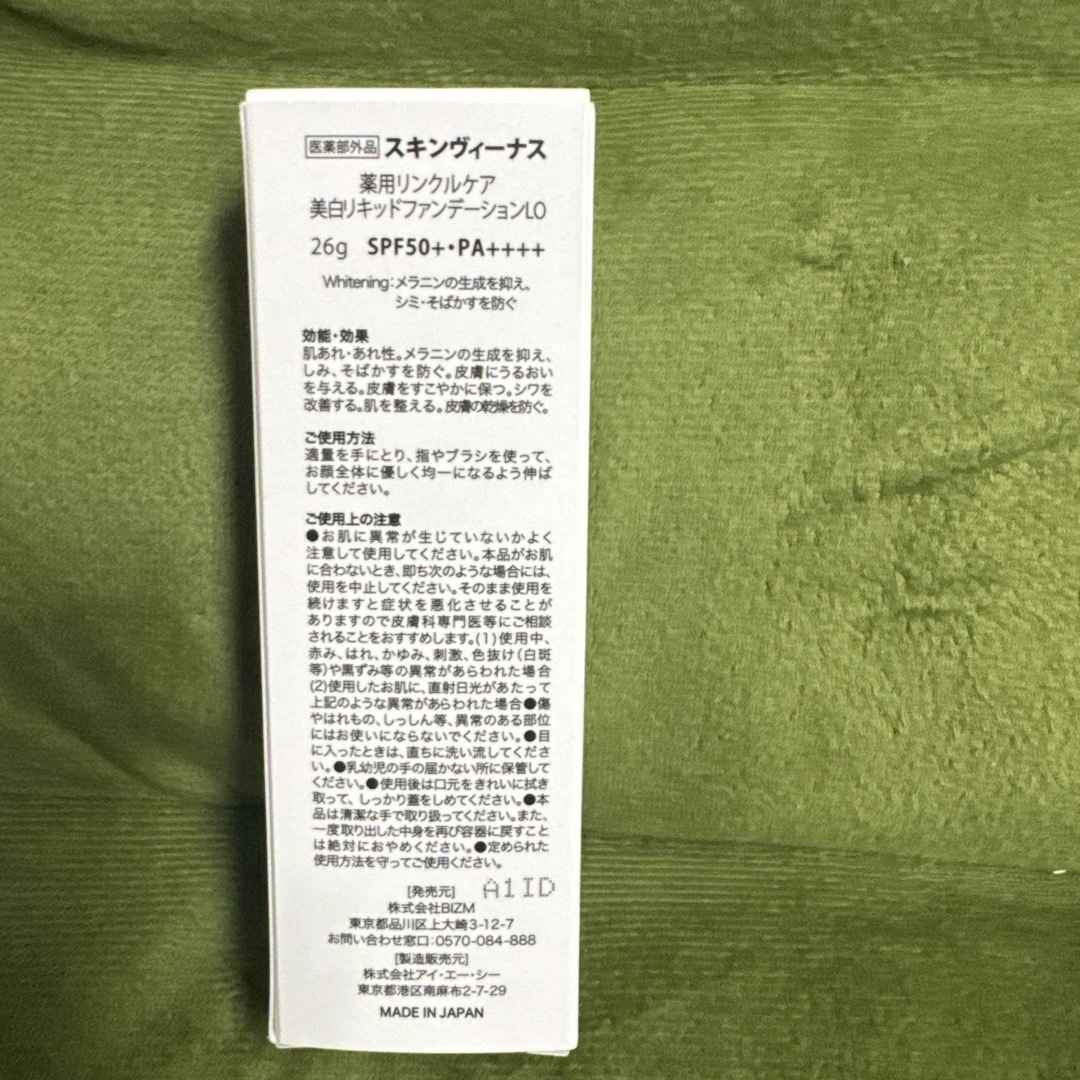 医薬部外品 スキンヴィーナス
薬用リンクルケア
美白リキッドファンデーションLO
26g SPF50+・PA++++
Whitening:メラニンの生成を抑え、
シミ・そばかすを防ぐ
効能・効果
肌あれ・あれ性。メラニンの生成を抑え、
しみ、そばかすを防ぐ。皮膚にうるおい
を与える。皮膚をすこやかに保つ。シワを
改善する。肌を整える。皮膚の乾燥を防ぐ。
ご使用方法
適量を手にとり、指やブラシを使って、
お顔全体に優しく均一になるよう伸ば
してください。
ご使用上の注意
●お肌に異常が生じていないかよく
注意して使用してください。本品がお肌
に合わないとき、即ち次のような場合には、
使用を中止してください。そのまま使用を
続けますと症状を悪化させることが
ありますので皮膚科専門医等にご相談
されることをおすすめします。(1)使用中、
赤み、はれ、かゆみ、刺激、色抜け(白斑
等)や黒ずみ等の異常があらわれた場合
(2)使用したお肌に、直射日光があたって
上記のような異常があらわれた場合●傷
やはれもの、しっしん等、異常のある部位
にはお使いにならないでください。●目
に入ったときは、直ちに洗い流してくださ
い。●乳幼児の手の届かない所に保管して
ください。●使用後は口元をきれいに拭き
取って、しっかり蓋をしめてください。●本
品は清潔な手で取り扱ってください。また、
一度取り出した中身を再び容器に戻すこと
は絶対におやめください。●定められた
使用方法を守ってご使用ください。
A1ID
[発売元]
株式会社BIZM
東京都品川区上大崎3-12-7
お問い合わせ窓口:0570-084-888
[製造販売元]
株式会社アイ・エー・シー
東京都港区南麻布2-7-29
MADE IN JAPAN